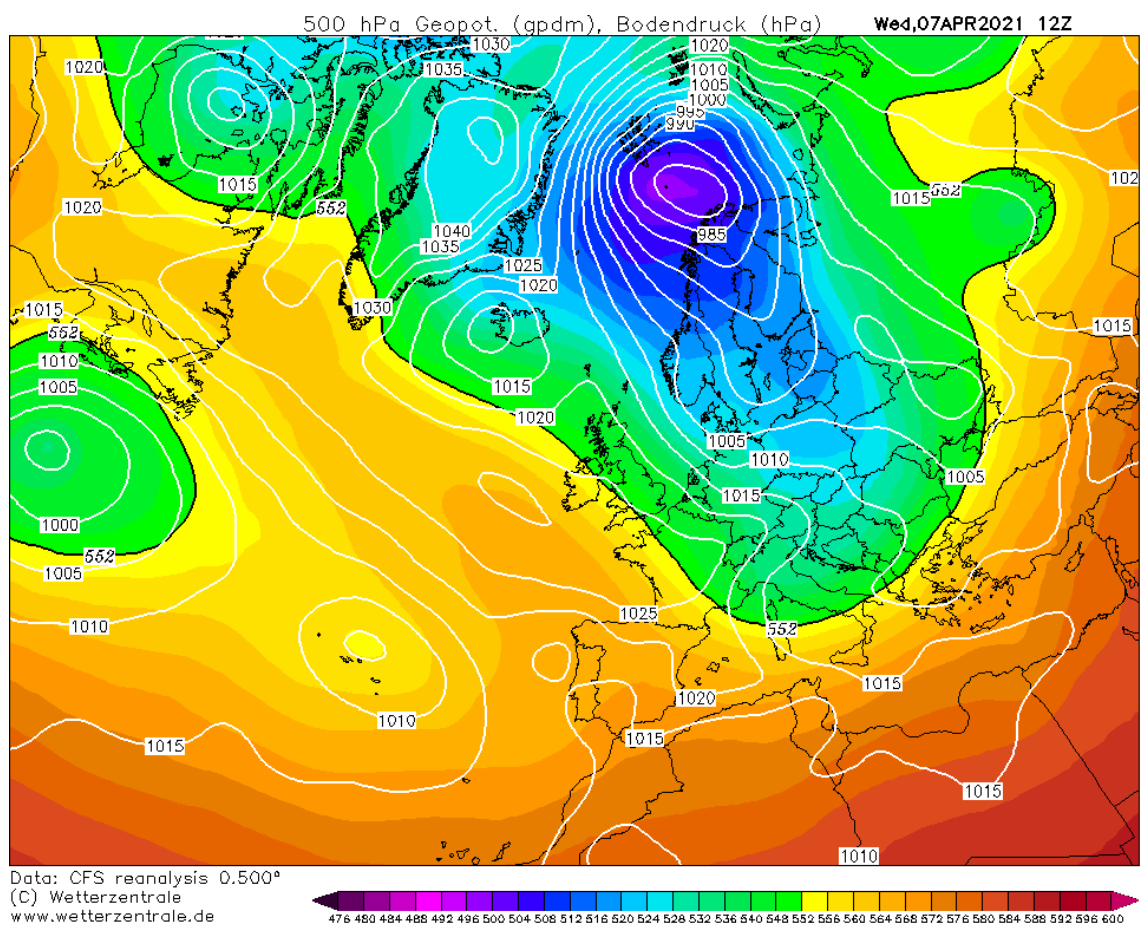 500 hPa Geopot. (gpdm), Bodendruck (hPa) Wed,07APR2021 12Z
1030 1020
1020 1035 1010
1005
1000
995
990
1015 1015 552 102
1020 552
1040 985
1035
1025
1020
1015 1030 1015
552
1010 1015
1005 1020
1005
1010 1005
1015
1000
552
1005
1010 1025 552
1020 1015
1010
1015 1015
1015
1010
Data: CFS reanalysis 0.500°
(C) Wetterzentrale
www.wetterzentrale.de
476 480 484 488 492 496 500 504 508 512 516 520 524 528 532 536 540 548 552 556 560 564 568 572 576 580 584 588 592 596 600